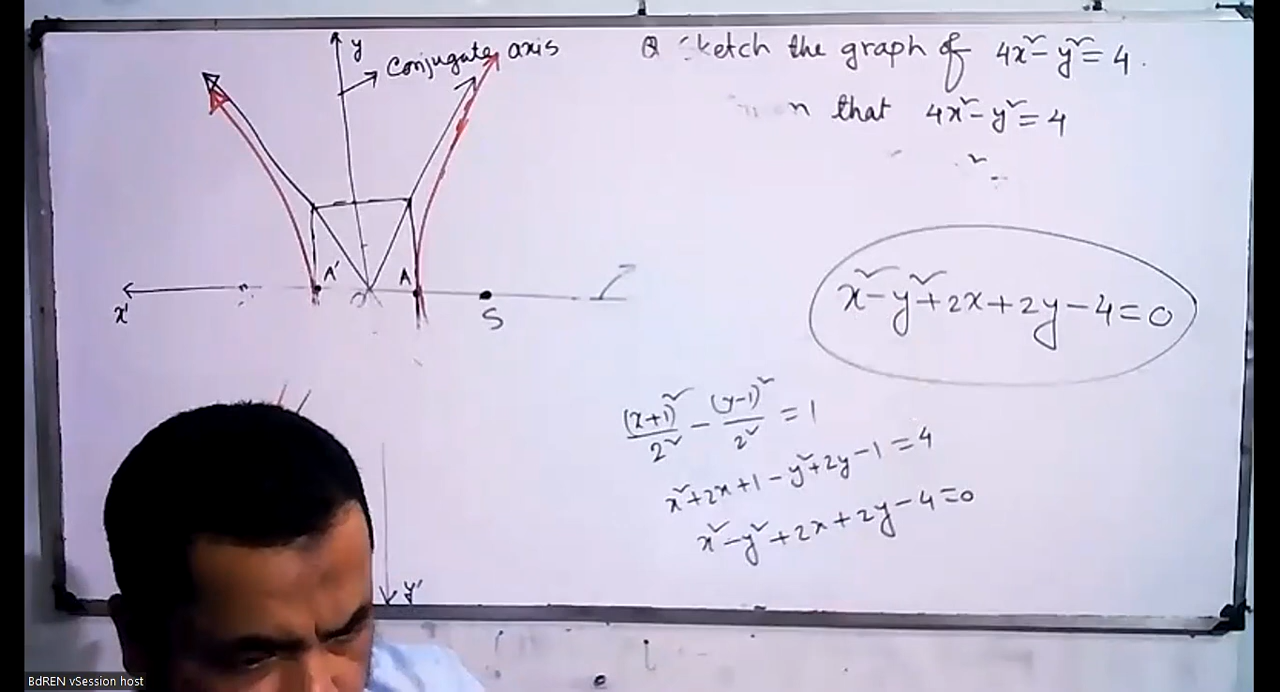 y
Conjugate axis
A'
A
x'
S
y'
Q Sketch the graph of 4x² - y² = 4.
that 4x² - y² = 4
x² - y² + 2x + 2y - 4 = 0
(x+1)²/2² - (y-1)²/2² = 1
x² + 2x + 1 - y² + 2y - 1 = 4
x² - y² + 2x + 2y - 4 = 0
BdREN vSession host